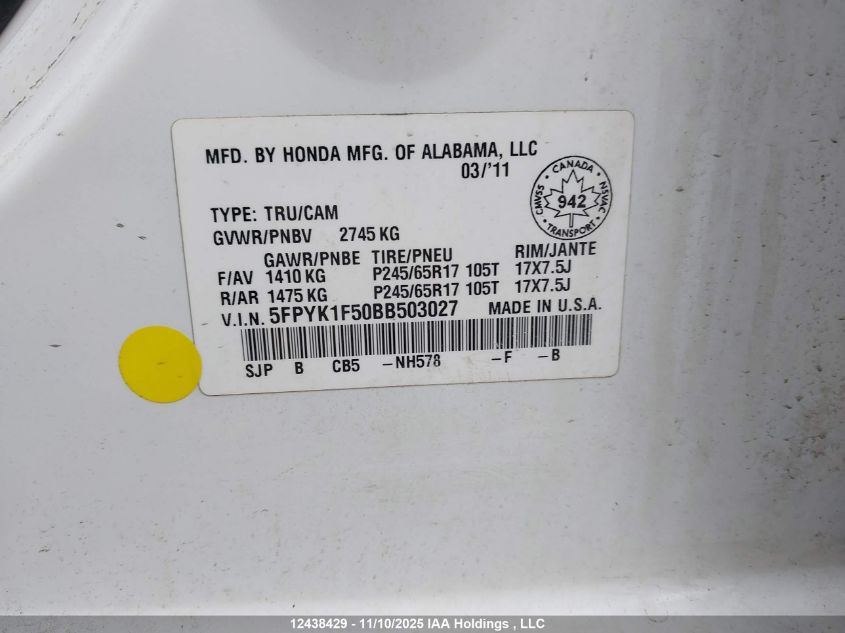 MFD. BY HONDA MFG. OF ALABAMA, LLC
03/'11
CANADA
CMVSS 942 NSVAC
TRANSPORT
TYPE: TRU/CAM
GVWR/PNBV 2745 KG
GAWR/PNBE TIRE/PNEU RIM/JANTE
F/AV 1410 KG P245/65R17 105T 17X7.5J
R/AR 1475 KG P245/65R17 105T 17X7.5J
V.I.N. 5FPYK1F50BB503027 MADE IN U.S.A.
SJP B CB5 -NH578 -F -B
12438429 - 11/10/2025 IAA Holdings , LLC